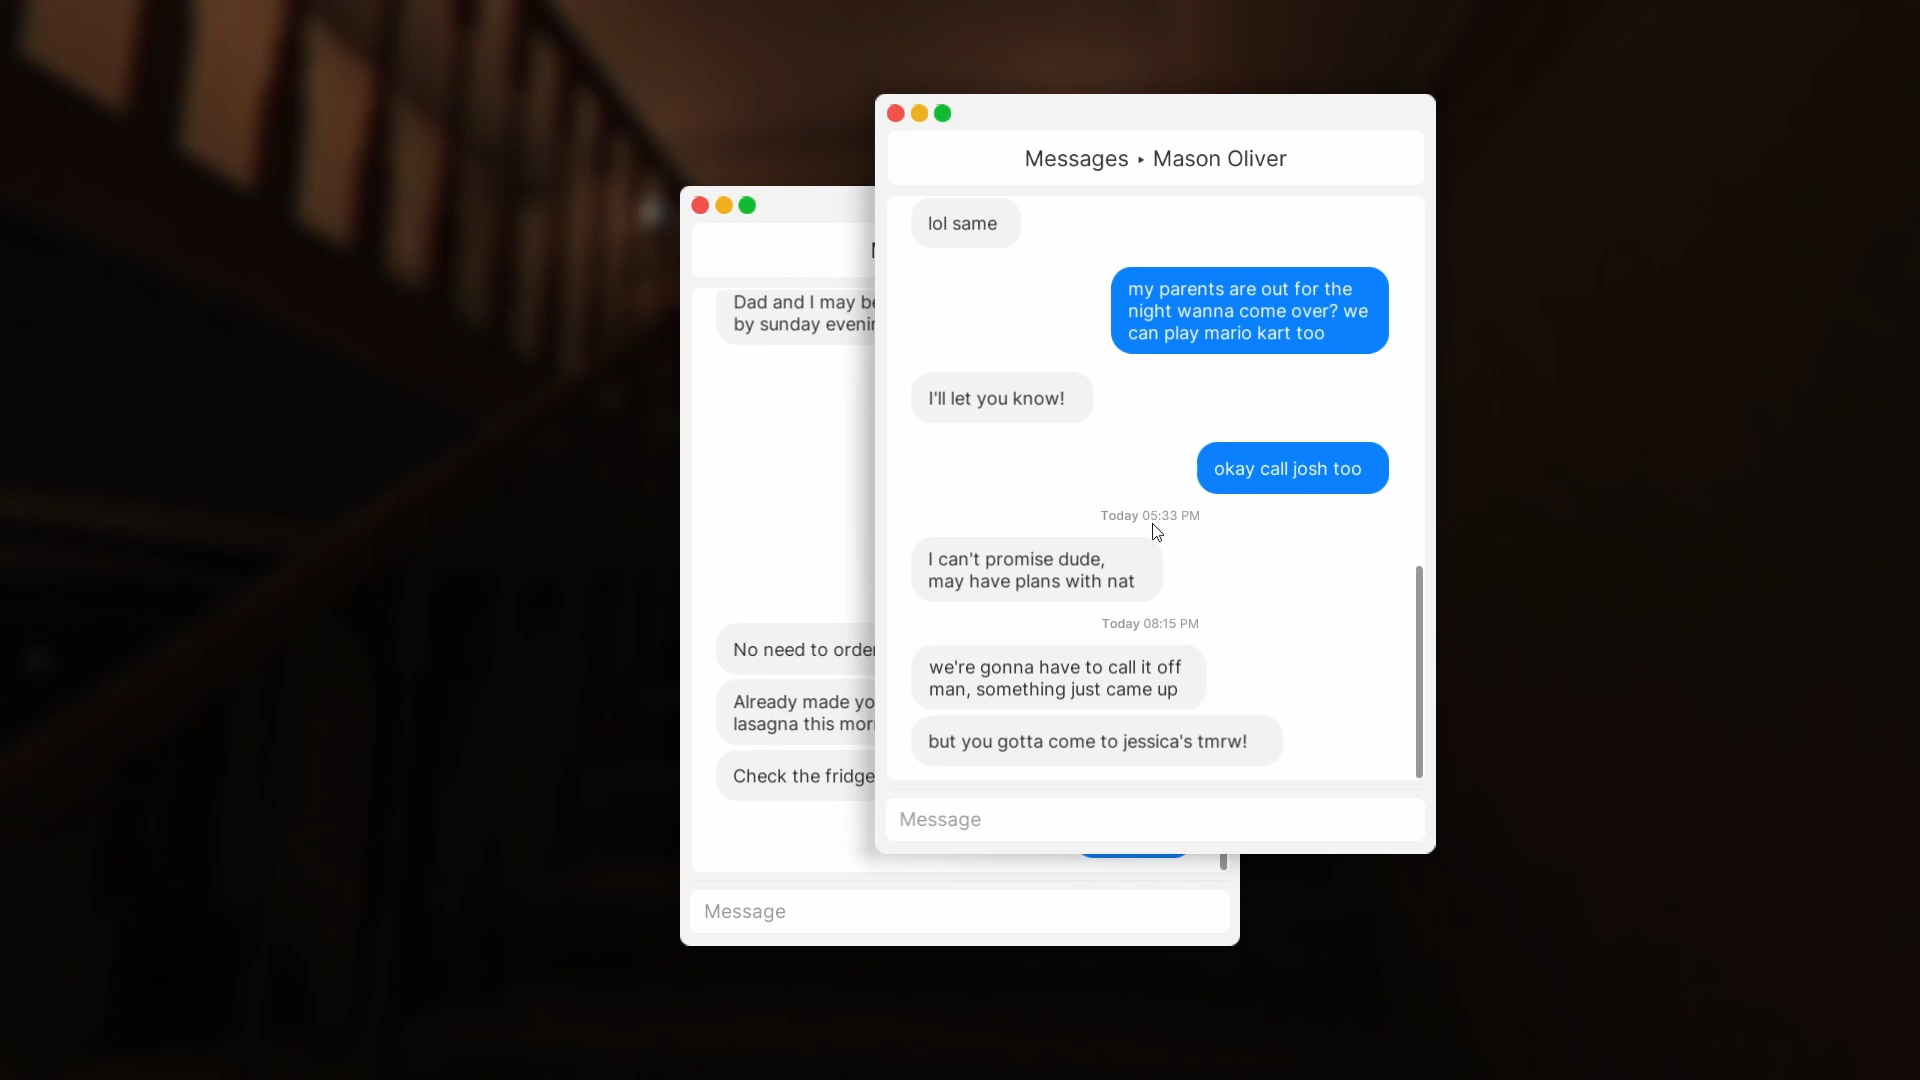 Messages ‣ Mason Oliver
lol same
my parents are out for the
night wanna come over? we
can play mario kart too
I'll let you know!
okay call josh too
Today 05:33 PM
I can't promise dude,
may have plans with nat
Today 08:15 PM
we're gonna have to call it off
man, something just came up
but you gotta come to jessica's tmrw!
Message
Dad and I may
by sunday
No need to
Already made
lasagna this
Check the fridge
Message